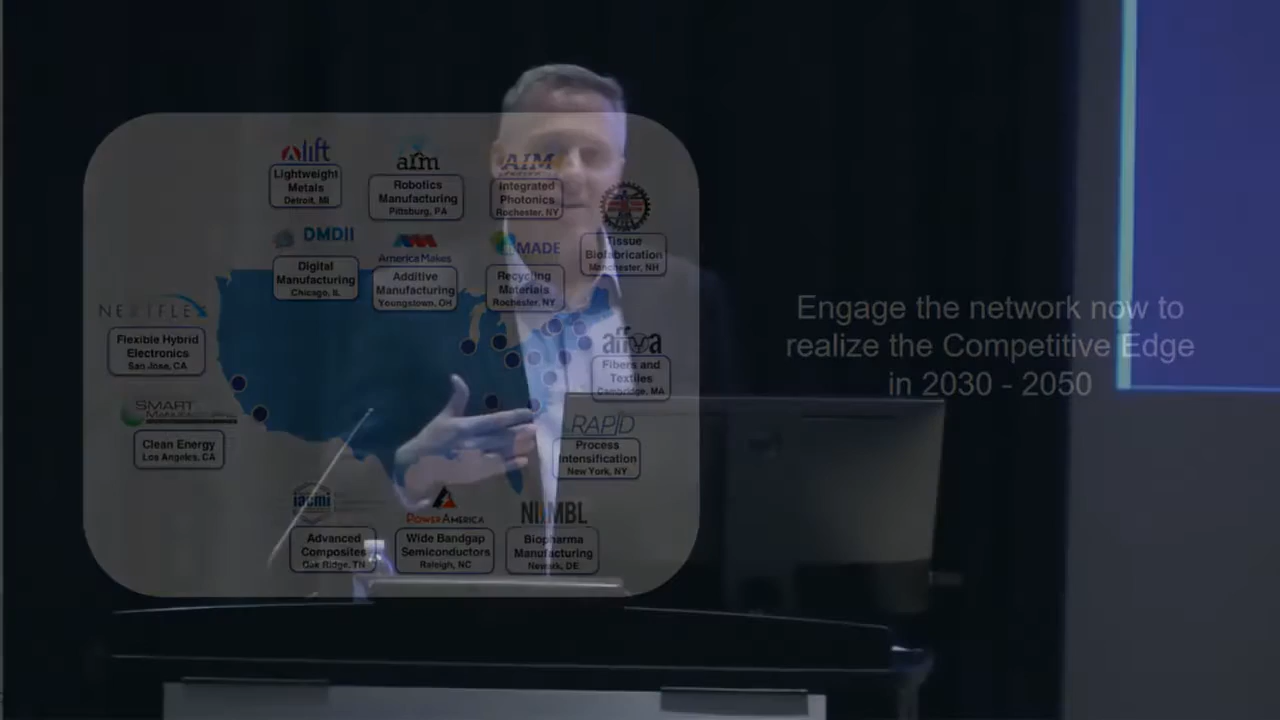 lift
Lightweight
Metals
Detroit, MI
arm
Robotics
Manufacturing
Pittsburg, PA
AIM
Integrated
Photonics
Rochester, NY
Tissue
Biofabrication
Manchester, NH
DMDII
Digital
Manufacturing
Chicago, IL
America Makes
Additive
Manufacturing
Youngstown, OH
MADE
Recycling
Materials
Rochester, NY
NEXTFLEX
Flexible Hybrid
Electronics
San Jose, CA
affoa
Fibers and
Textiles
Cambridge, MA
SMART
Clean Energy
Los Angeles, CA
RAPID
Process
Intensification
New York, NY
iacmi
Advanced
Composites
Oak Ridge, TN
POWERAMERICA
Wide Bandgap
Semiconductors
Raleigh, NC
NIIMBL
Biopharma
Manufacturing
Newark, DE
Engage the network now to
realize the Competitive Edge
in 2030 - 2050